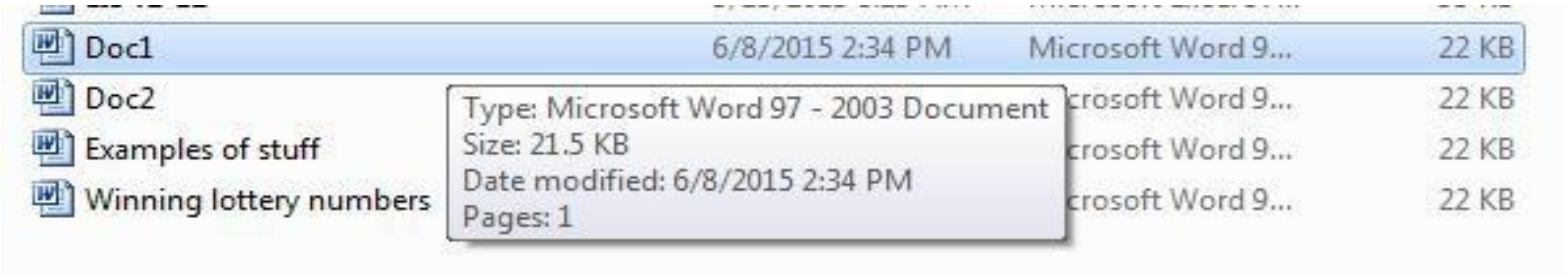 Doc1 6/8/2015 2:34 PM Microsoft Word 9... 22 KB
Doc2 crosoft Word 9... 22 KB
Type: Microsoft Word 97 - 2003 Document
Size: 21.5 KB
Date modified: 6/8/2015 2:34 PM
Pages: 1
Examples of stuff crosoft Word 9... 22 KB
Winning lottery numbers crosoft Word 9... 22 KB